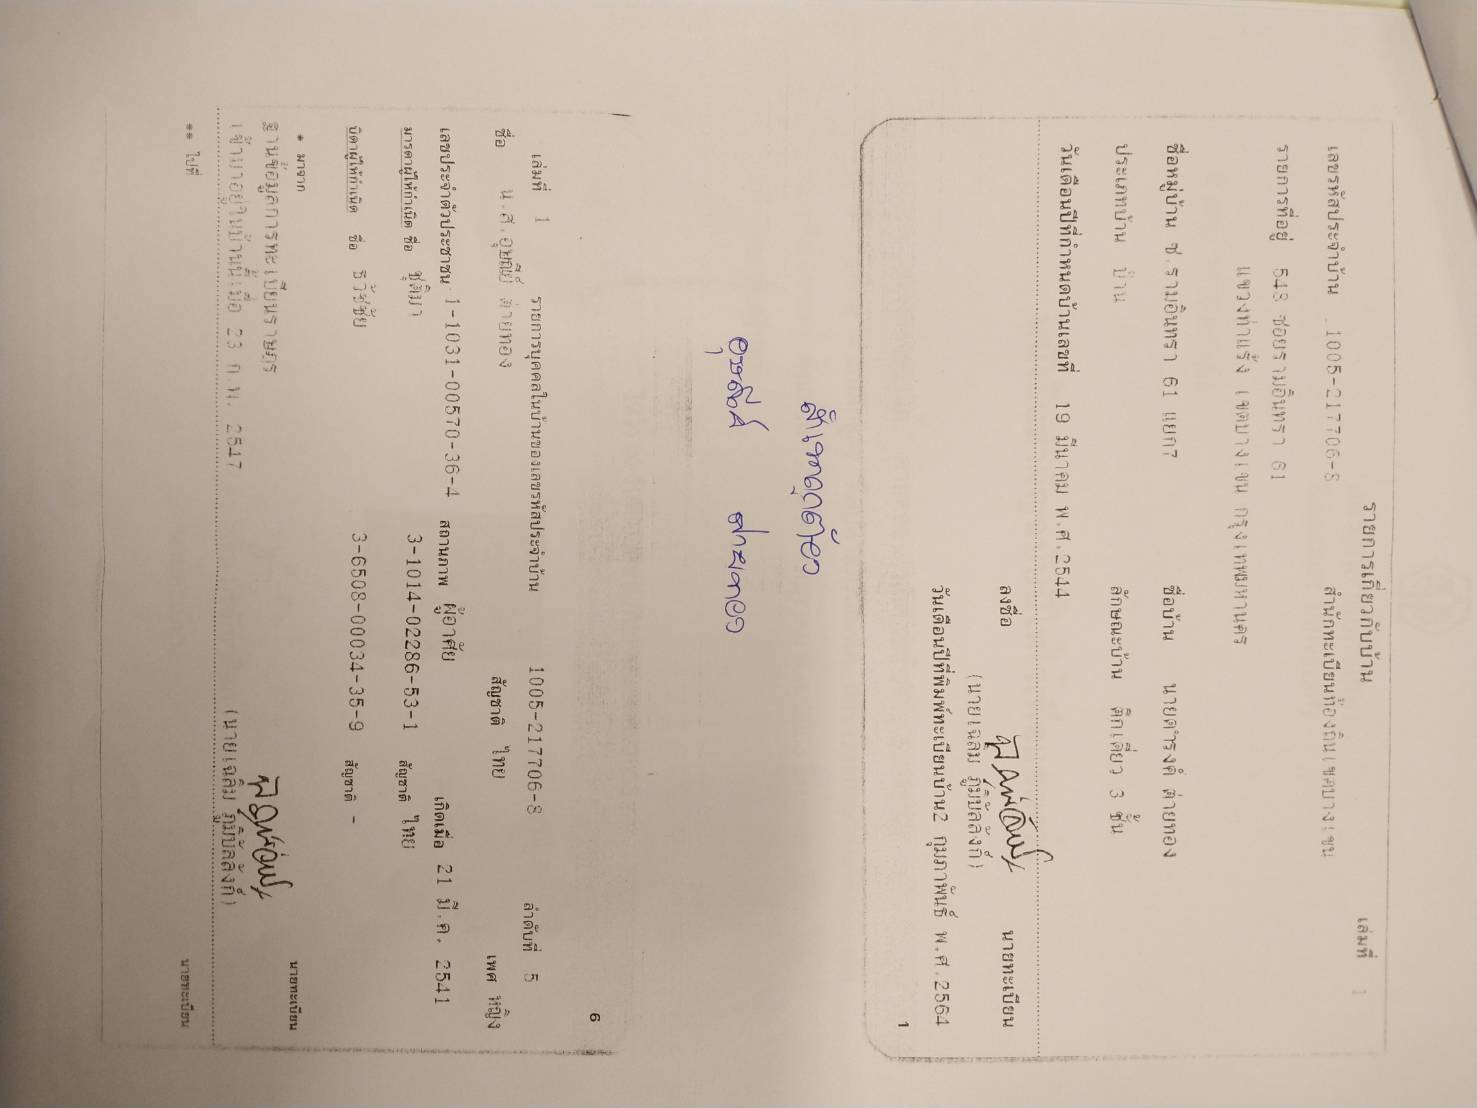 รายการเกี่ยวกับบ้าน เล่มที่ 1
เลขรหัสประจำบ้าน 1005-217706-8 สำนักทะเบียนท้องถิ่นเขตบางเขน
รายการที่อยู่ 548 ซอยรามอินทรา 61
แขวงท่าแร้ง เขตบางเขน กรุงเทพมหานคร
ชื่อหมู่บ้าน ซ.รามอินทรา 61 แยก7 ชื่อบ้าน นายดำรงค์ ฝ่ายทอง
ประเภทบ้าน บ้าน ลักษณะบ้าน ตึกเดี่ยว 3 ชั้น
วันเดือนปีที่กำหนดบ้านเลขที่ 19 มีนาคม พ.ศ.2544
ลงชื่อ นายทะเบียน
(นายเฉลิม ภูมิบัลลังก์)
วันเดือนปีที่พิมพ์ทะเบียนบ้าน2 กุมภาพันธ์ พ.ศ.2564
1
สำเนาถูกต้อง
ฝ่ายทอง
6
เล่มที่ 1 รายการบุคคลในบ้านของเลขรหัสประจำบ้าน 1005-217706-8 ลำดับที่ 5
ชื่อ น.ส. ฝ่ายทอง สัญชาติ ไทย เพศ หญิง
เลขประจำตัวประชาชน 1-1031-00570-36-4 สถานภาพ ผู้อาศัย เกิดเมื่อ 21 มี.ค. 2541
มารดาผู้ให้กำเนิด ชื่อ ชุติมา 3-1014-02286-53-1 สัญชาติ ไทย
บิดาผู้ให้กำเนิด ชื่อ ธวัชชัย 3-6508-00034-35-9 สัญชาติ -
* มาจาก นายทะเบียน
ฐานข้อมูลการทะเบียนราษฎร
เข้ามาอยู่ในบ้านนี้เมื่อ 23 ก.พ. 2547 (นายเฉลิม ภูมิบัลลังก์)
** ไปที่ นายทะเบียน